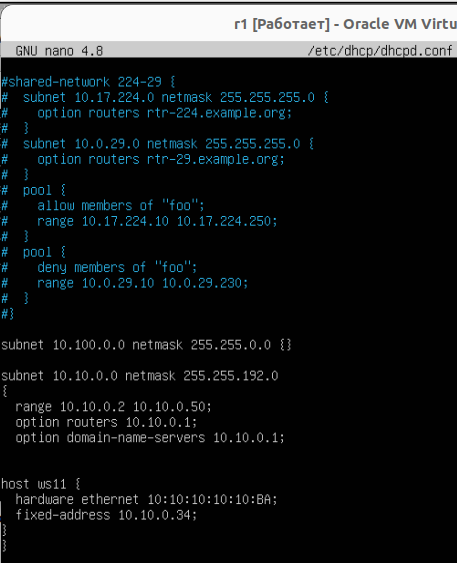 r1 [Работает] - Oracle VM Virtu
GNU nano 4.8 /etc/dhcp/dhcpd.conf
#shared-network 224-29 {
#  subnet 10.17.224.0 netmask 255.255.255.0 {
#    option routers rtr-224.example.org;
#  }
#  subnet 10.0.29.0 netmask 255.255.255.0 {
#    option routers rtr-29.example.org;
#  }
#  pool {
#    allow members of "foo";
#    range 10.17.224.10 10.17.224.250;
#  }
#  pool {
#    deny members of "foo";
#    range 10.0.29.10 10.0.29.230;
#  }
#}
subnet 10.100.0.0 netmask 255.255.0.0 {}
subnet 10.10.0.0 netmask 255.255.192.0
{
  range 10.10.0.2 10.10.0.50;
  option routers 10.10.0.1;
  option domain-name-servers 10.10.0.1;
host ws11 {
  hardware ethernet 10:10:10:10:10:BA;
  fixed-address 10.10.0.34;
}
}